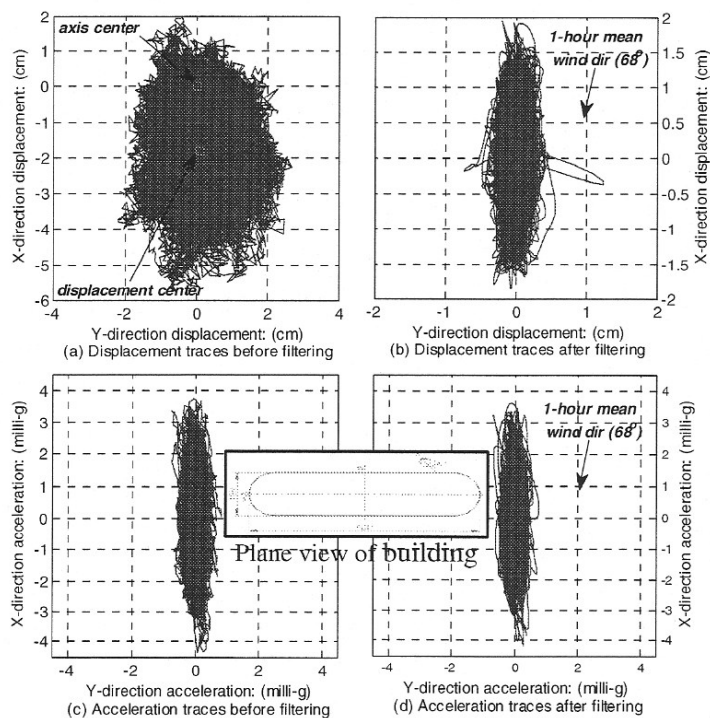 2
1
0
-1
-2
-3
-4
-5
-6
X-direction displacement: (cm)
axis center
displacement center
-4 -2 0 2 4
Y-direction displacement: (cm)
(a) Displacement traces before filtering
2
1.5
1
0.5
0
-0.5
-1
-1.5
-2
X-direction displacement: (cm)
1-hour mean
wind dir (68°)
-2 -1 0 1 2
Y-direction displacement: (cm)
(b) Displacement traces after filtering
4
3
2
1
0
-1
-2
-3
-4
X-direction acceleration: (milli-g)
-4 -2 0 2 4
Y-direction acceleration: (milli-g)
(c) Acceleration traces before filtering
Plane view of building
4
3
2
1
0
-1
-2
-3
-4
X-direction acceleration: (milli-g)
1-hour mean
wind dir (68°)
-4 -2 0 2 4
Y-direction acceleration: (milli-g)
(d) Acceleration traces after filtering